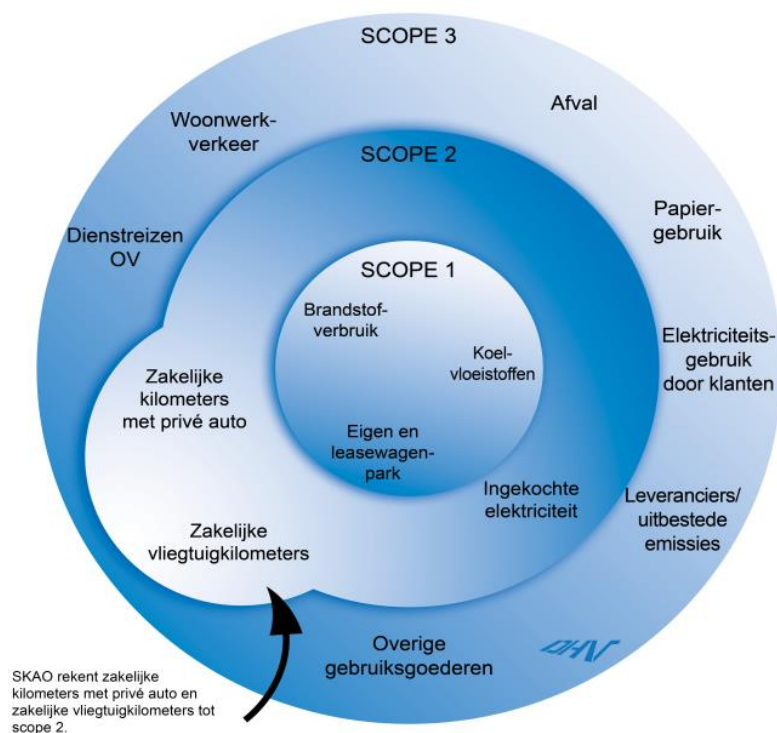 SCOPE 3
Woonwerk-
verkeer
Afval
SCOPE 2
Dienstreizen
OV
Papier-
gebruik
SCOPE 1
Brandstof-
verbruik
Koel-
vloeistoffen
Elektriciteits-
gebruik
door klanten
Zakelijke
kilometers
met privé auto
Eigen en
leasewagen-
park
Ingekochte
elektriciteit
Leveranciers/
uitbestede
emissies
Zakelijke
vliegtuigkilometers
Overige
gebruiksgoederen
DHV
SKAO rekent zakelijke
kilometers met privé auto en
zakelijke vliegtuigkilometers tot
scope 2.